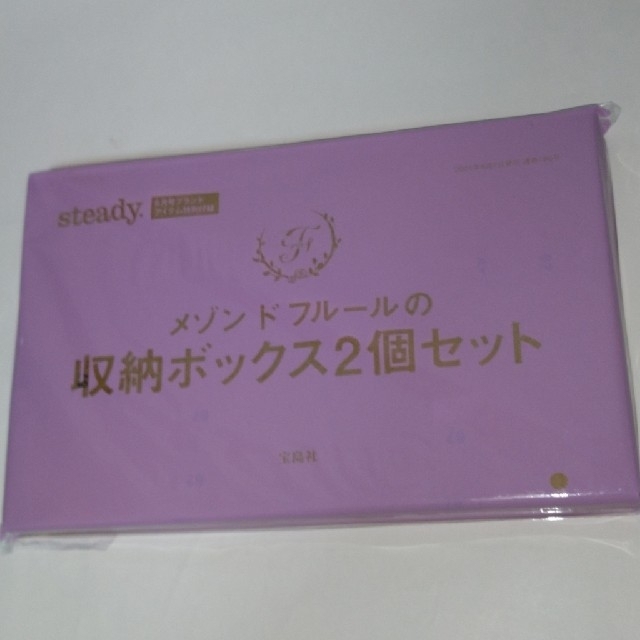 steady.
メゾンドフルールの
収納ボックス2個セット
宝島社